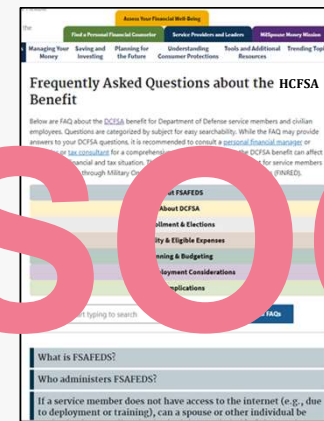 the
Assess Your Financial Well-Being
Find a Personal Financial Counselor Service Providers and Leaders MilSpouse Money Mission
Managing Your Money Saving and Investing Planning for the Future Understanding Consumer Protections Tools and Additional Resources Trending Topi
Frequently Asked Questions about the HCFSA
Benefit
Below are FAQ about the DCFSA benefit for Department of Defense service members and civilian
employees. Questions are categorized by subject for easy searchability. While the FAQ may provide
answers to your DCFSA questions, it is recommended to consult a personal financial manager or
or tax consultant for a comprehensive the DCFSA benefit can affect
financial and tax situation. for service members
through Military On (FINRED).
FSAFEDS
About DCFSA
ollment & Elections
ity & Eligible Expenses
nning & Budgeting
ployment Considerations
mplications
SOC
rt typing to search FAQs
What is FSAFEDS?
Who administers FSAFEDS?
If a service member does not have access to the internet (e.g., due
to deployment or training), can a spouse or other individual be